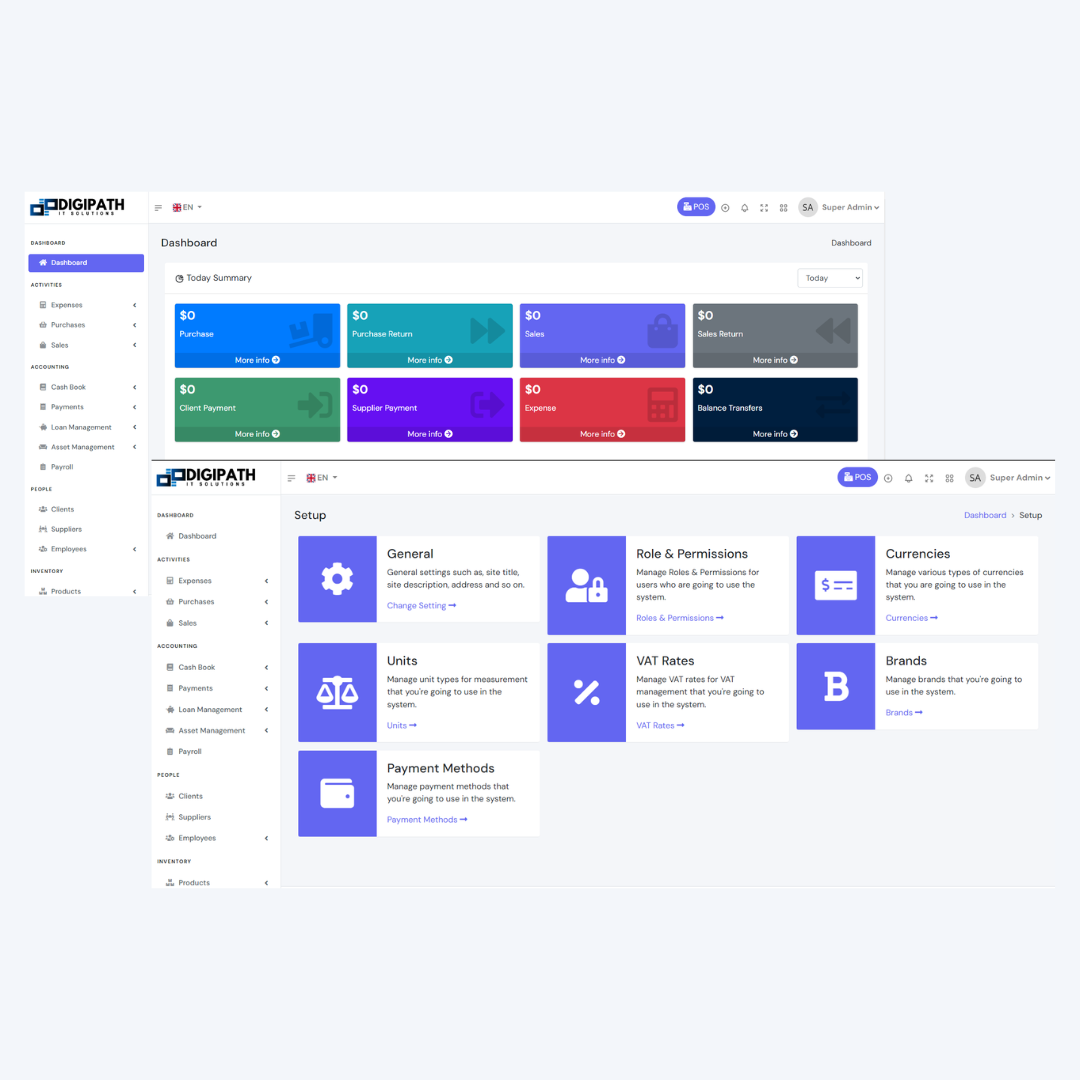 DIGIPATH
IT SOLUTIONS
EN
POS
SA
Super Admin
DASHBOARD
Dashboard
ACTIVITIES
Expenses
Purchases
Sales
ACCOUNTING
Cash Book
Payments
Loan Management
Asset Management
Payroll
PEOPLE
Clients
Suppliers
Employees
INVENTORY
Products
Dashboard
Dashboard
Today Summary
Today
$0
Purchase
More info
$0
Purchase Return
More info
$0
Sales
More info
$0
Sales Return
More info
$0
Client Payment
More info
$0
Supplier Payment
More info
$0
Expense
More info
$0
Balance Transfers
More info
DIGIPATH
IT SOLUTIONS
EN
POS
SA
Super Admin
DASHBOARD
Dashboard
ACTIVITIES
Expenses
Purchases
Sales
ACCOUNTING
Cash Book
Payments
Loan Management
Asset Management
Payroll
PEOPLE
Clients
Suppliers
Employees
INVENTORY
Products
Setup
Dashboard > Setup
General
General settings such as, site title,
site description, address and so on.
Change Setting
Role & Permissions
Manage Roles & Permissions for
users who are going to use the
system.
Roles & Permissions
Currencies
Manage various types of currencies
that you are going to use in the
system.
Currencies
Units
Manage unit types for measurement
that you're going to use in the
system.
Units
VAT Rates
Manage VAT rates for VAT
management that you're going to
use in the system.
VAT Rates
Brands
Manage brands that you're going to
use in the system.
Brands
Payment Methods
Manage payment methods that
you're going to use in the system.
Payment Methods